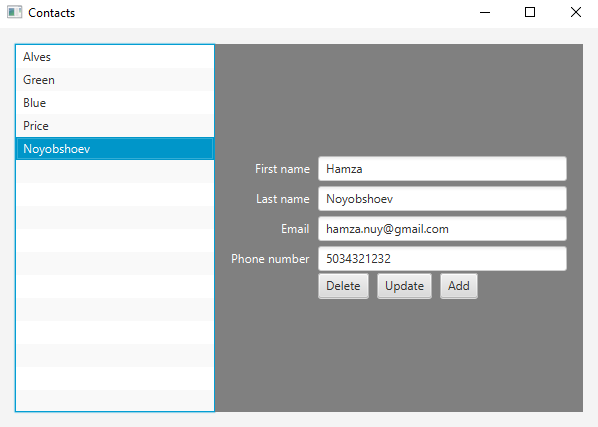 Contacts
Alves
Green
Blue
Price
Noyobshoev
First name Hamza
Last name Noyobshoev
Email hamza.nuy@gmail.com
Phone number 5034321232
Delete Update Add